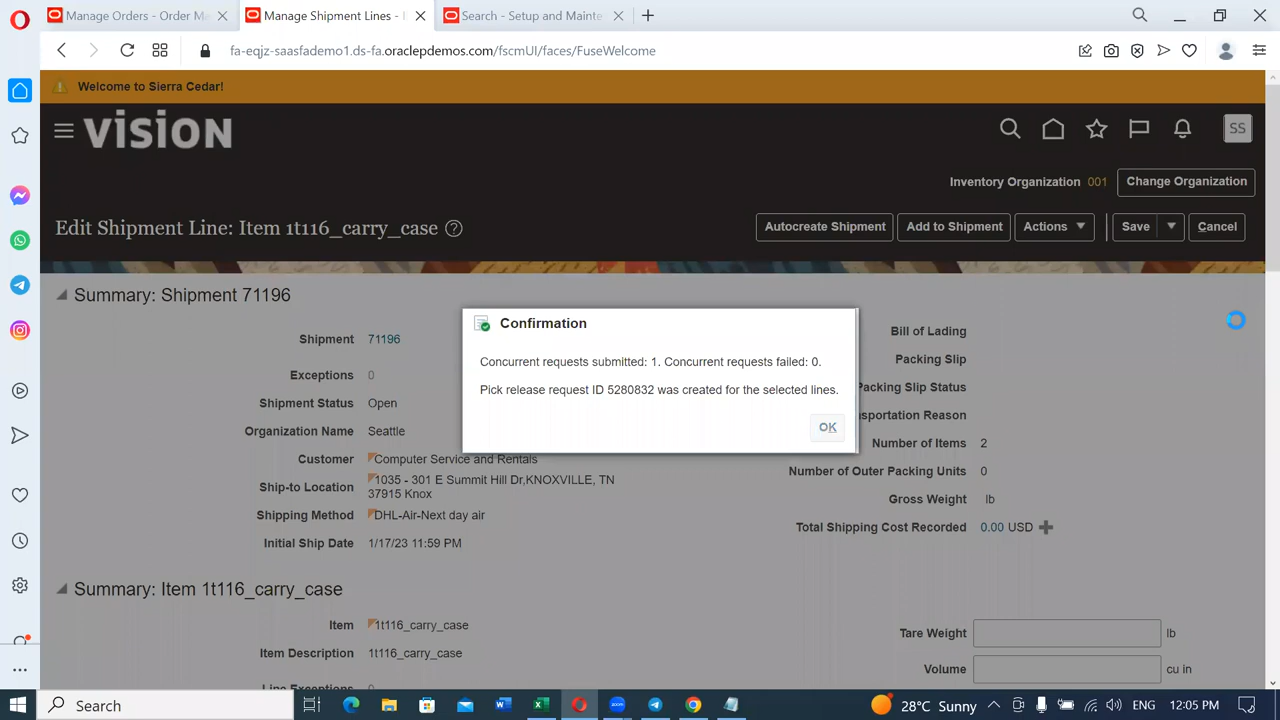 Manage Orders - Order M
Manage Shipment Lines -
Search - Setup and Mainte
fa-eqjz-saasfademo1.ds-fa.oraclepdemos.com/fscmUI/faces/FuseWelcome
Welcome to Sierra Cedar!
VISION
SS
Inventory Organization 001 Change Organization
Edit Shipment Line: Item 1t116_carry_case
Autocreate Shipment Add to Shipment Actions Save Cancel
Summary: Shipment 71196
Shipment 71196
Exceptions 0
Shipment Status Open
Organization Name Seattle
Customer Computer Service and Rentals
Ship-to Location 1035 - 301 E Summit Hill Dr,KNOXVILLE, TN
37915 Knox
Shipping Method DHL-Air-Next day air
Initial Ship Date 1/17/23 11:59 PM
Confirmation
Concurrent requests submitted: 1. Concurrent requests failed: 0.
Pick release request ID 5280832 was created for the selected lines.
OK
Bill of Lading
Packing Slip
Packing Slip Status
sportation Reason
Number of Items 2
Number of Outer Packing Units 0
Gross Weight lb
Total Shipping Cost Recorded 0.00 USD
Summary: Item 1t116_carry_case
Item 1t116_carry_case
Item Description 1t116_carry_case
Line Exceptions 0
Tare Weight lb
Volume cu in
Search
28°C Sunny
ENG
12:05 PM